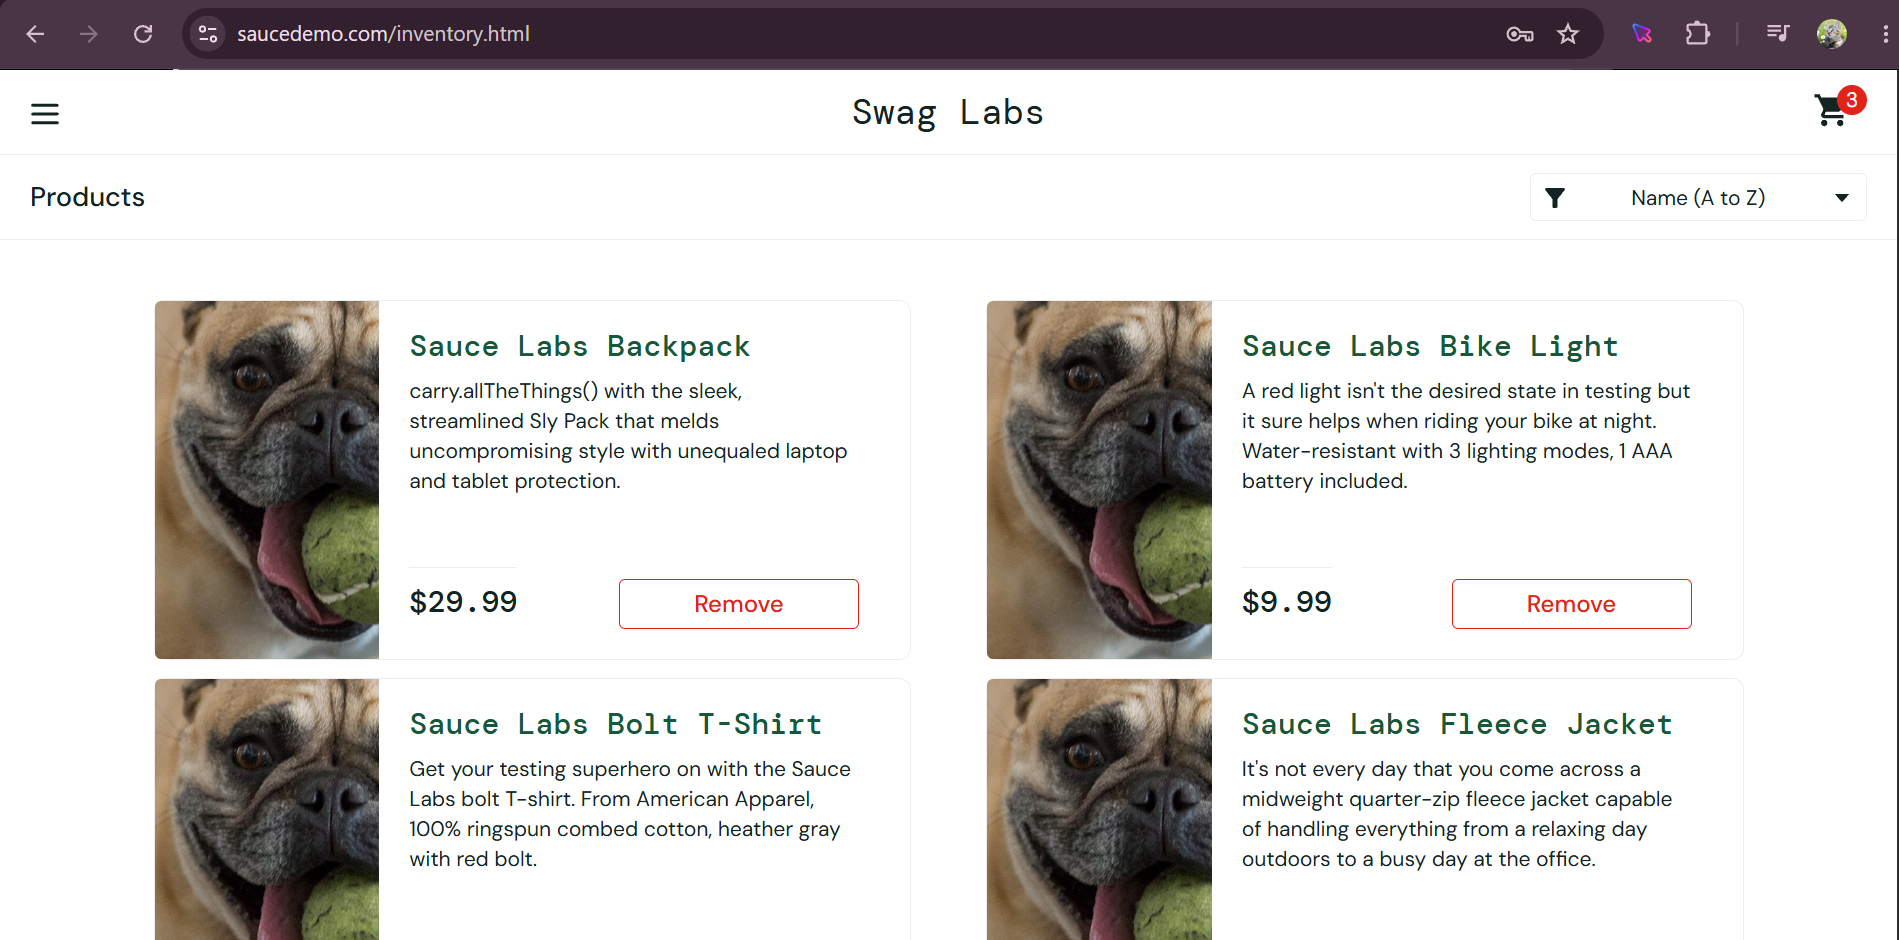 saucedemo.com/inventory.html
Swag Labs
3
Products
Name (A to Z)
Sauce Labs Backpack
carry.allTheThings() with the sleek,
streamlined Sly Pack that melds
uncompromising style with unequaled laptop
and tablet protection.
$29.99
Remove
Sauce Labs Bike Light
A red light isn't the desired state in testing but
it sure helps when riding your bike at night.
Water-resistant with 3 lighting modes, 1 AAA
battery included.
$9.99
Remove
Sauce Labs Bolt T-Shirt
Get your testing superhero on with the Sauce
Labs bolt T-shirt. From American Apparel,
100% ringspun combed cotton, heather gray
with red bolt.
Sauce Labs Fleece Jacket
It's not every day that you come across a
midweight quarter-zip fleece jacket capable
of handling everything from a relaxing day
outdoors to a busy day at the office.